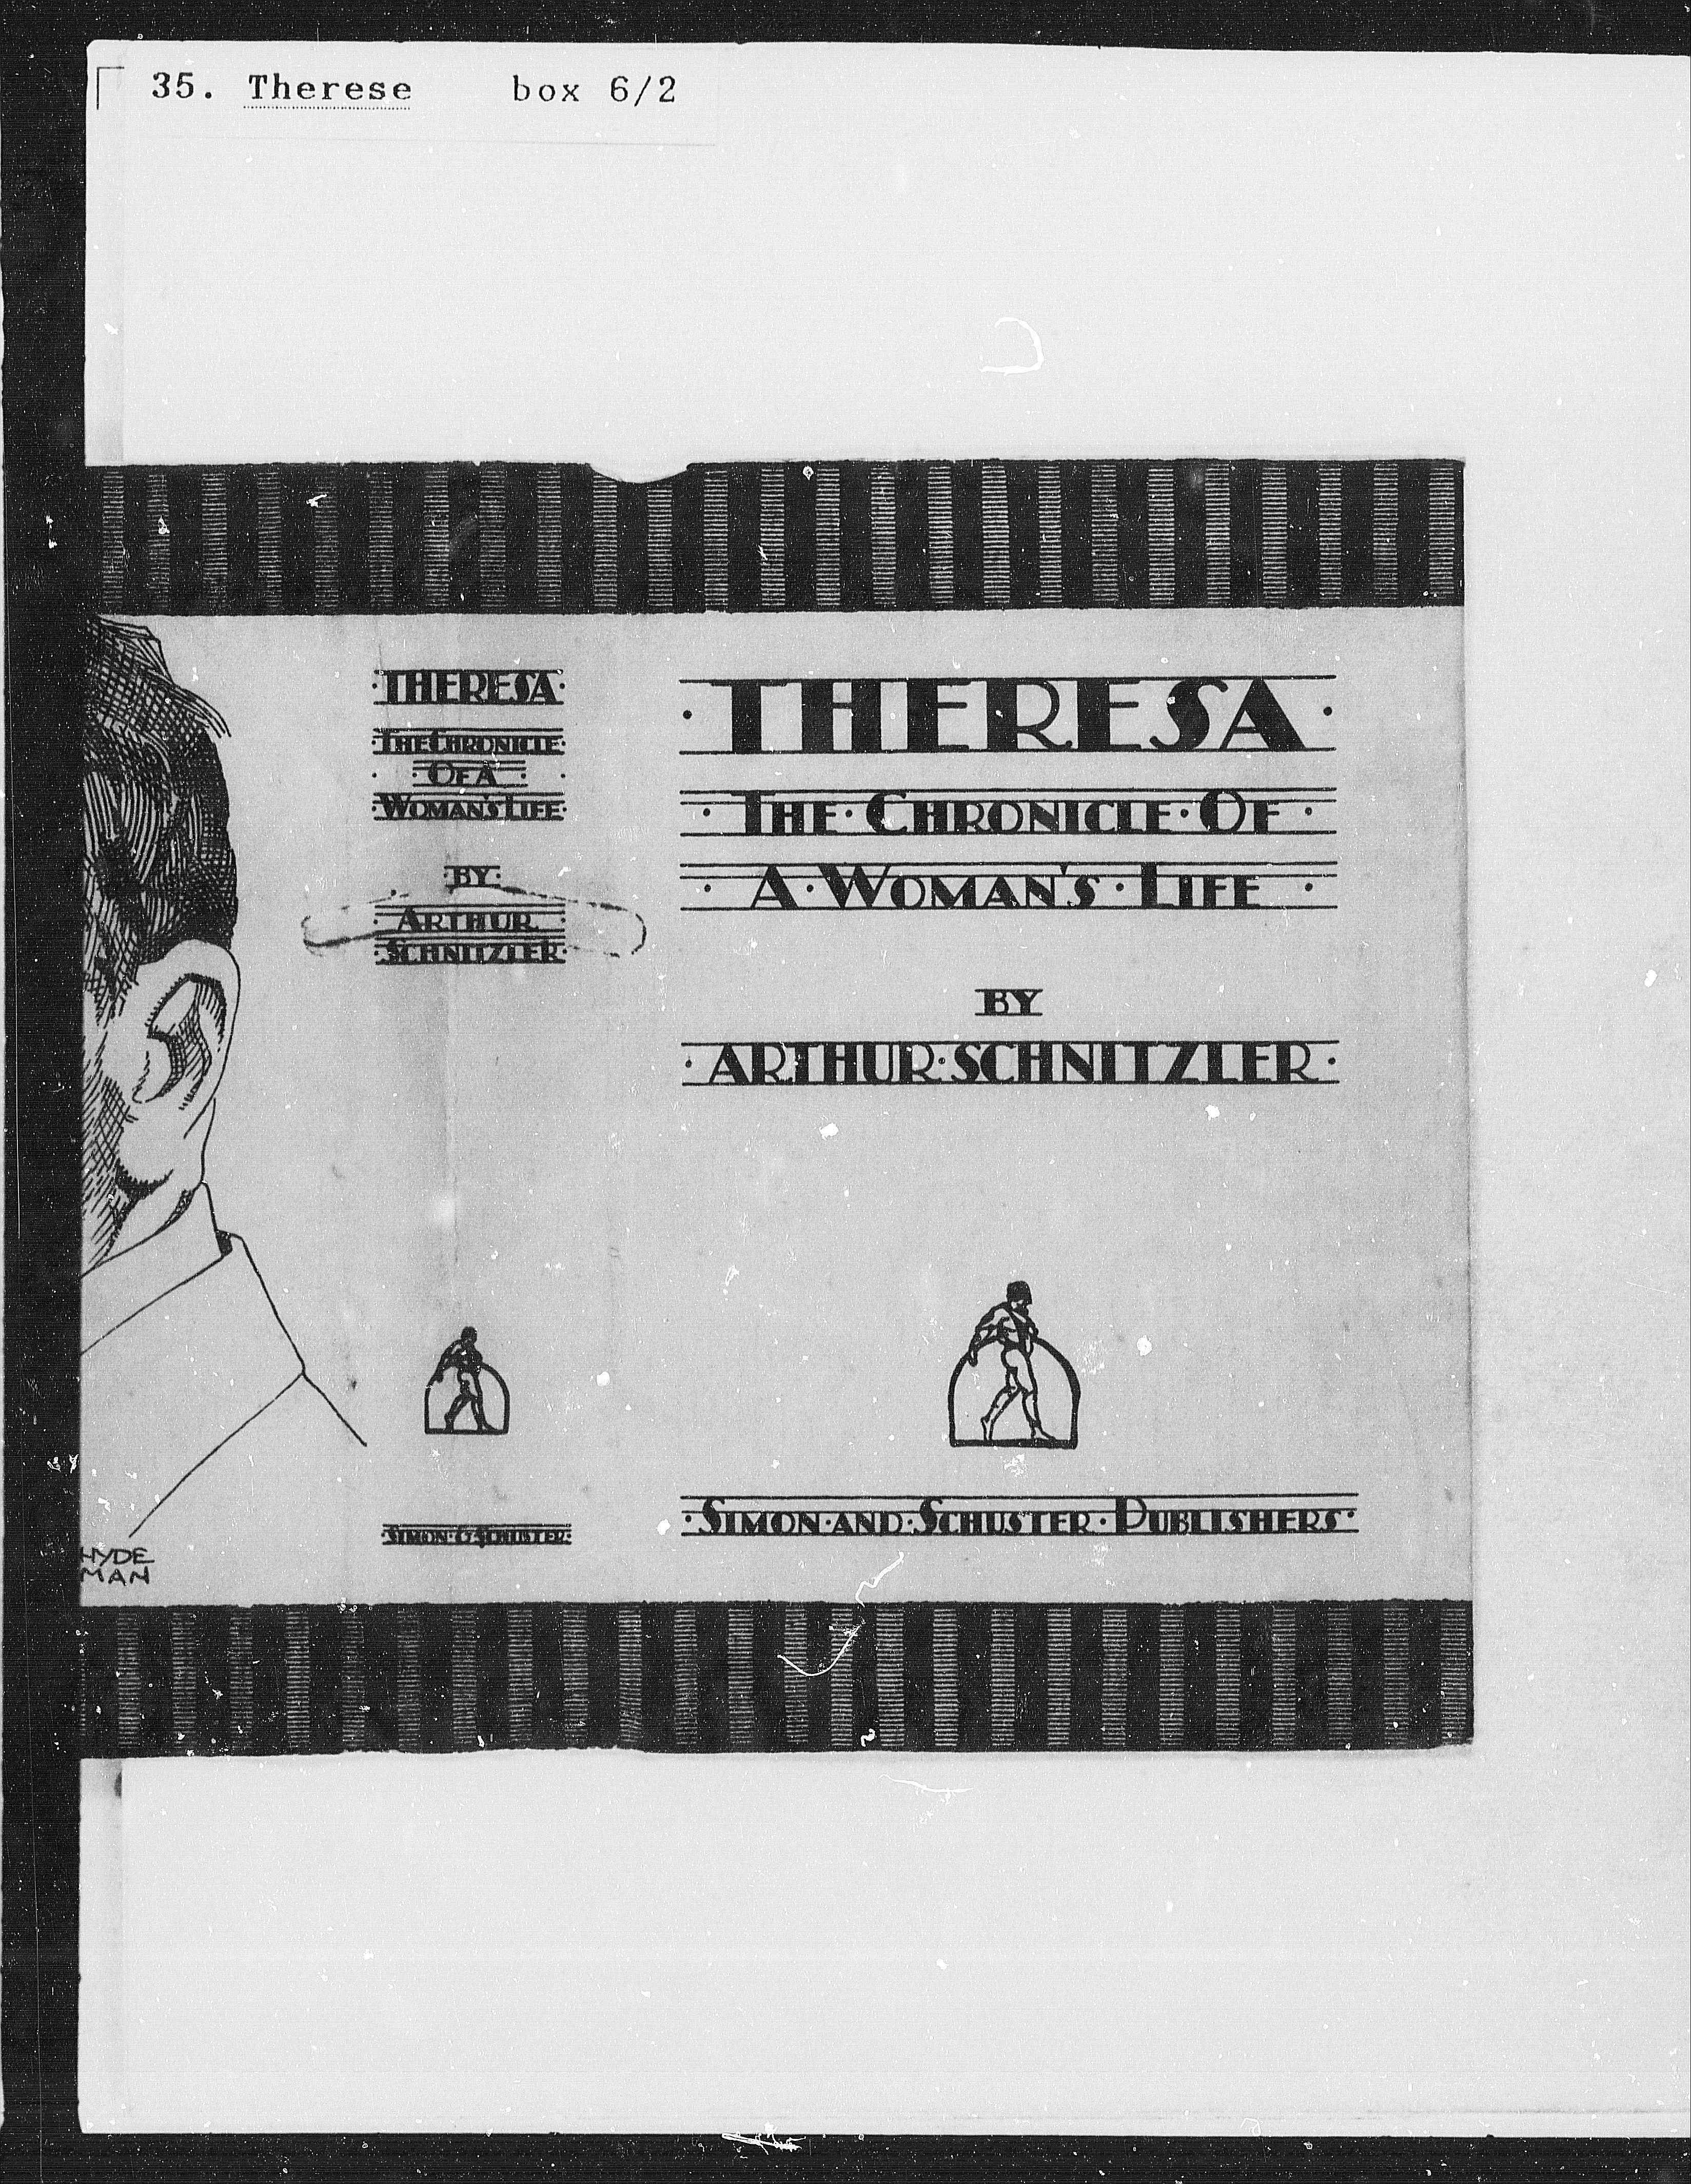 35. Therese box 6/2
·THERESA·
·THE CHRONICLE·
· OF A ·
·WOMAN'S LIFE·
·BY·
·ARTHUR·
·SCHNITZLER·
·SIMON·&·SCHUSTER·
HYDE
MAN
·THERESA·
·THE·CHRONICLE·OF·
·A·WOMAN'S·LIFE·
BY
·ARTHUR·SCHNITZLER·
·SIMON·AND·SCHUSTER·PUBLISHERS·